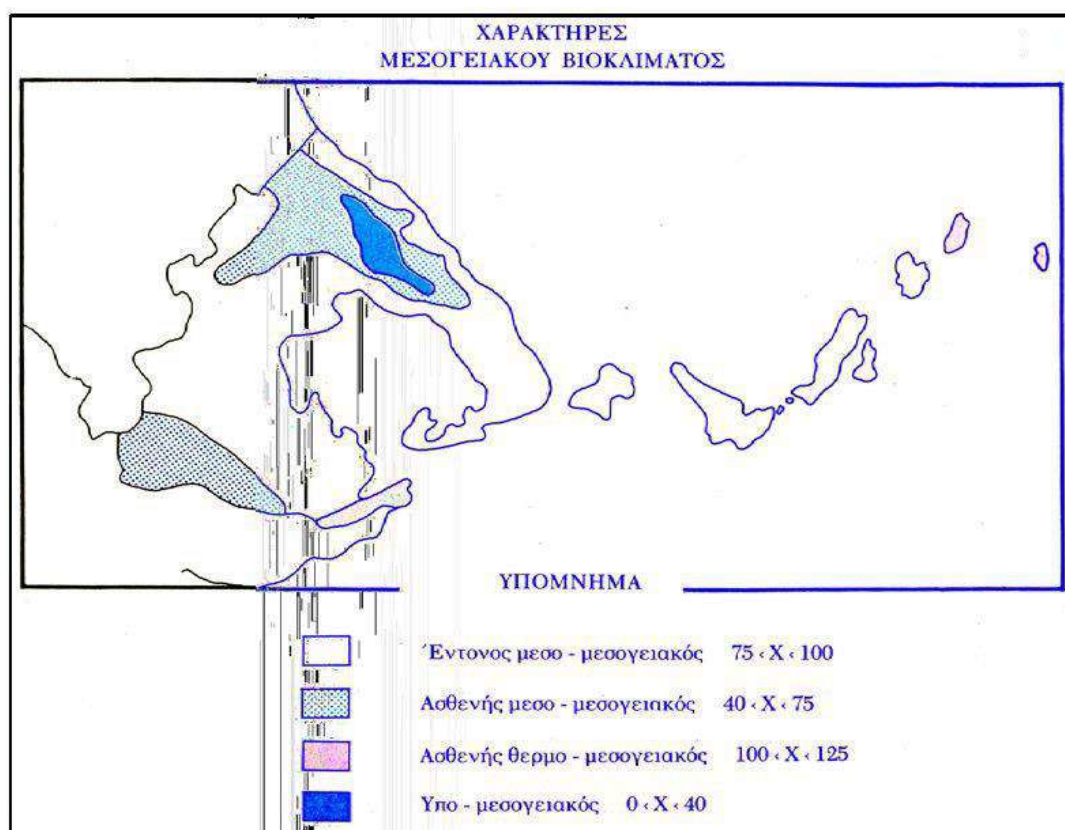 ΧΑΡΑΚΤΗΡΕΣ
ΜΕΣΟΓΕΙΑΚΟΥ ΒΙΟΚΛΙΜΑΤΟΣ
ΥΠΟΜΝΗΜΑ
Έντονος μεσο - μεσογειακός 75 < X < 100
Ασθενής μεσο - μεσογειακός 40 < X < 75
Ασθενής θερμο - μεσογειακός 100 < X < 125
Υπο - μεσογειακός 0 < X < 40